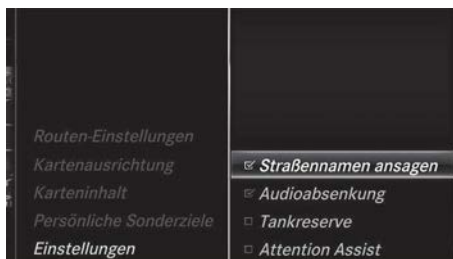 Routen-Einstellungen
Kartenausrichtung
Karteninhalt
Persönliche Sonderziele
Einstellungen
Straßennamen ansagen
Audioabsenkung
Tankreserve
Attention Assist